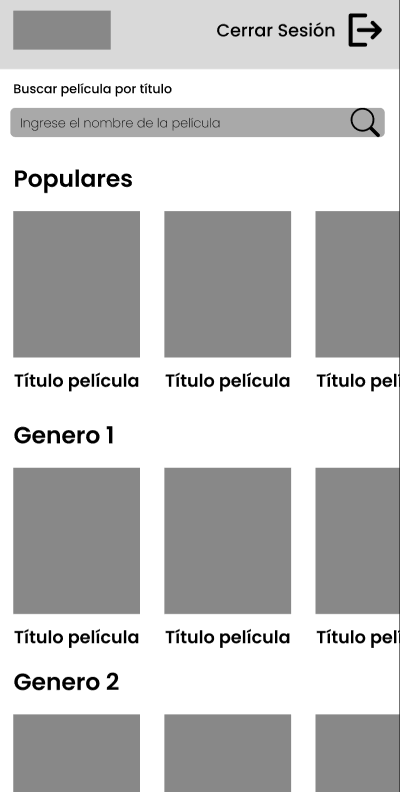 Cerrar Sesión
Buscar película por título
Ingrese el nombre de la pelicula
Populares
Título película Título película Título pel
Genero 1
Título película Título película Título pel
Genero 2